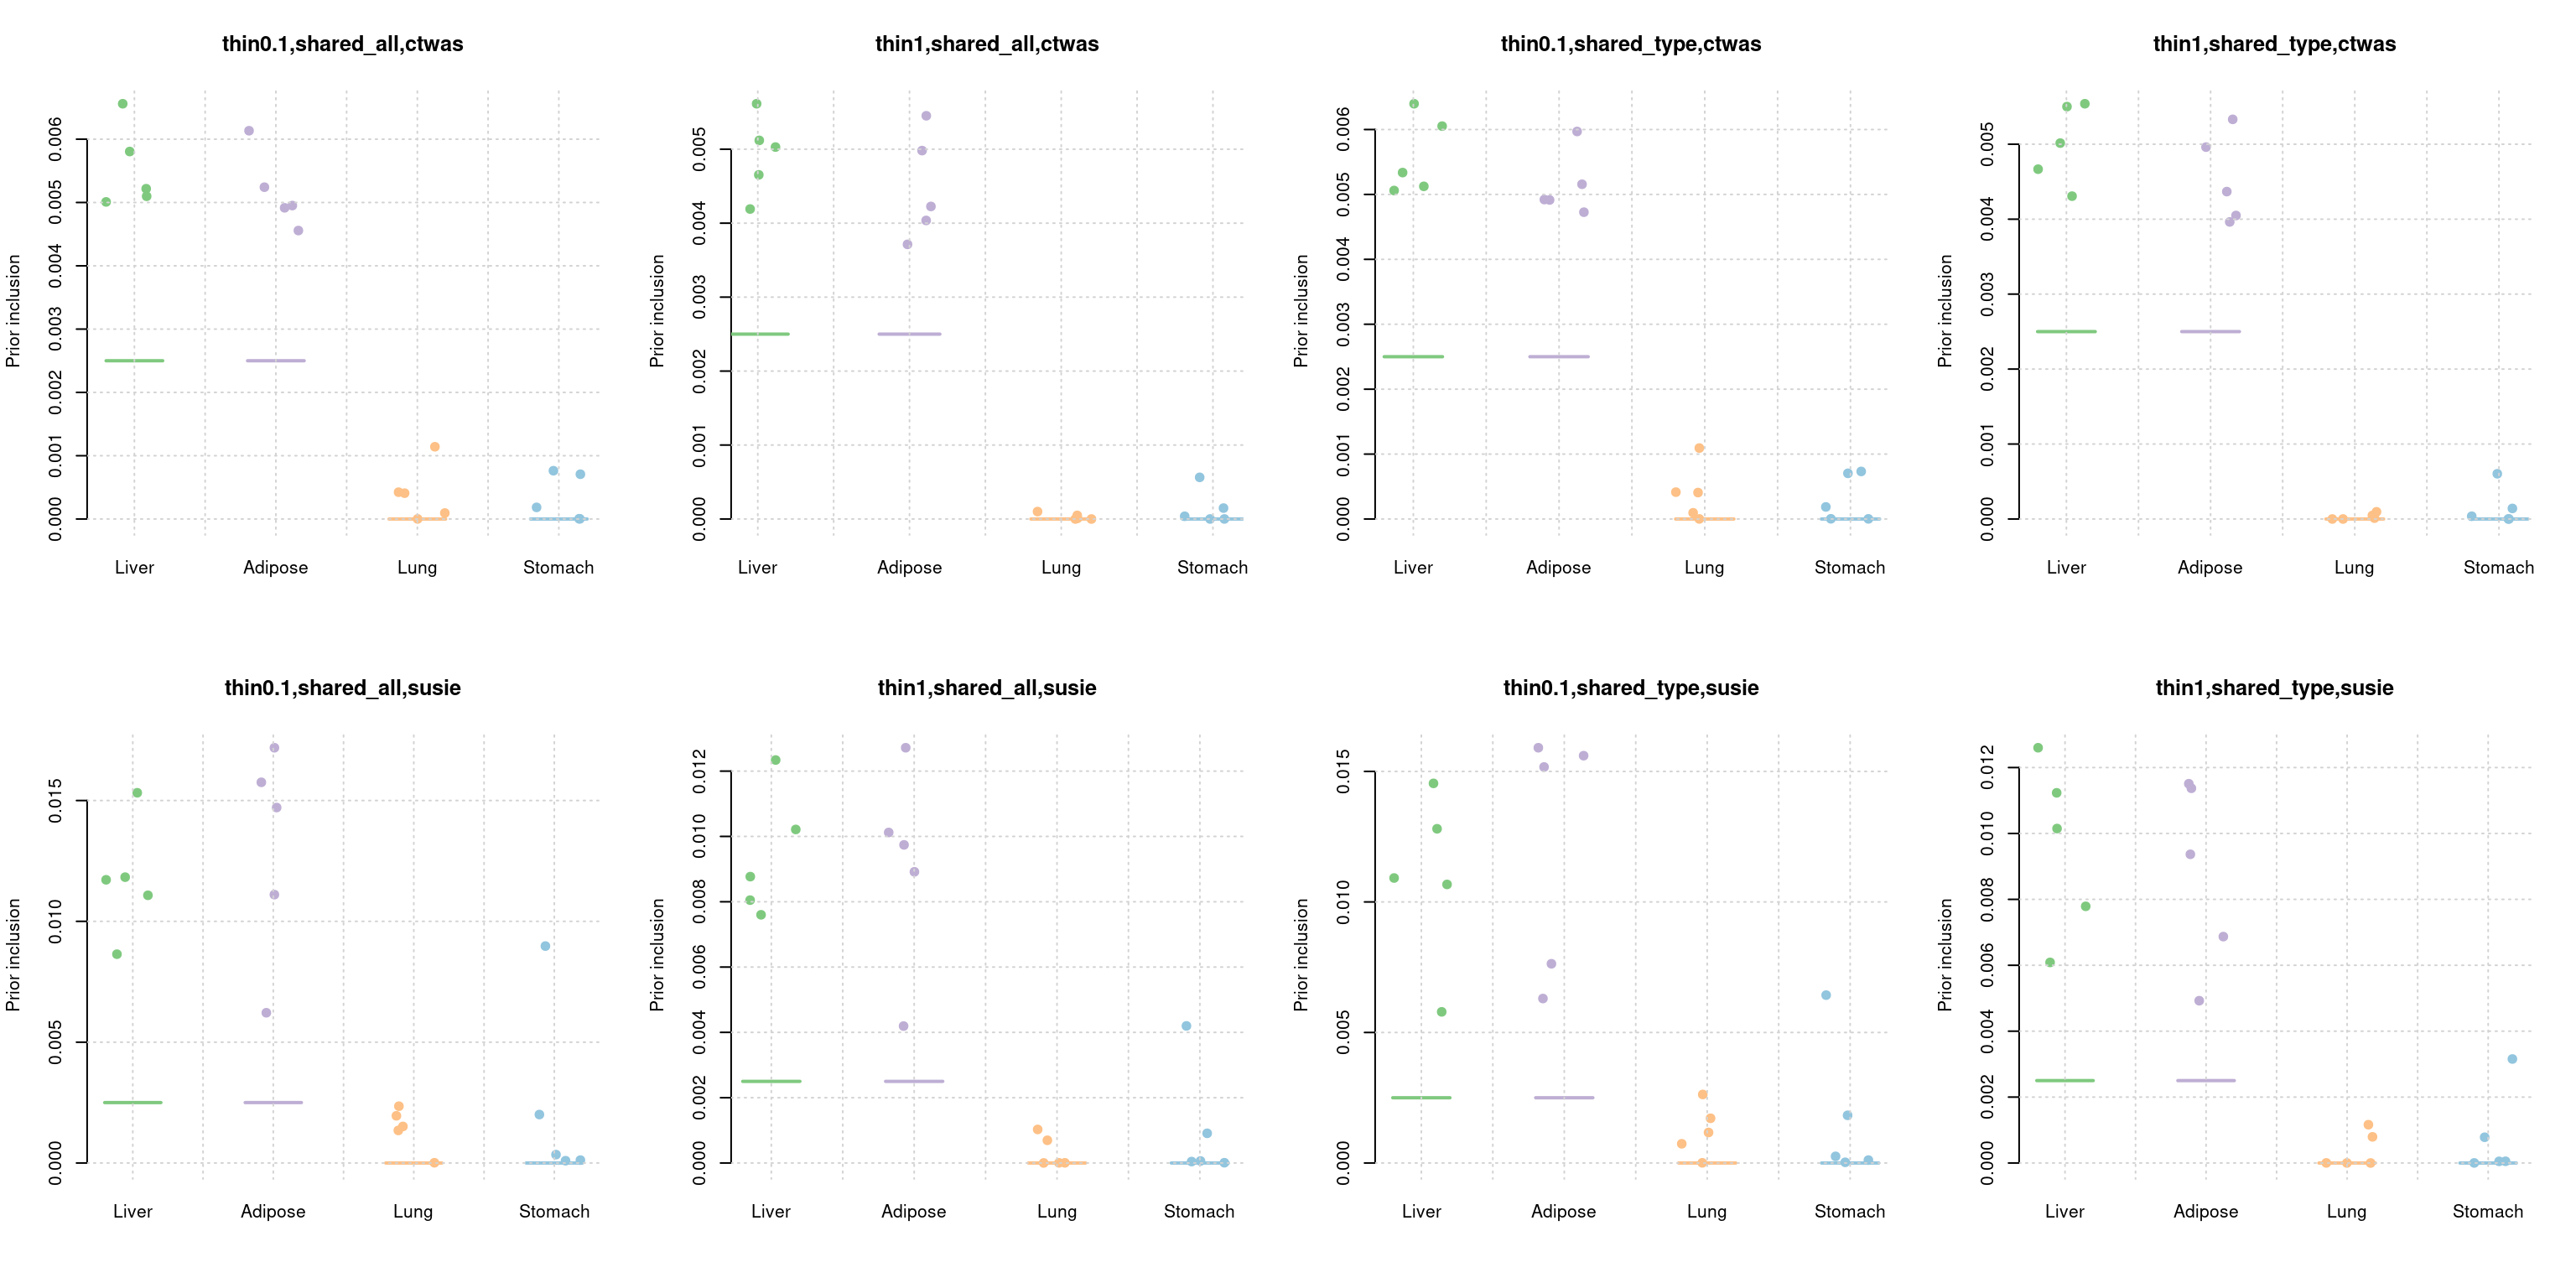 thin0.1,shared_all,ctwas
Prior inclusion
0.006
0.005
0.004
0.003
0.002
0.001
0.000
Liver Adipose Lung Stomach
thin1,shared_all,ctwas
Prior inclusion
0.005
0.004
0.003
0.002
0.001
0.000
Liver Adipose Lung Stomach
thin0.1,shared_type,ctwas
Prior inclusion
0.006
0.005
0.004
0.003
0.002
0.001
0.000
Liver Adipose Lung Stomach
thin1,shared_type,ctwas
Prior inclusion
0.005
0.004
0.003
0.002
0.001
0.000
Liver Adipose Lung Stomach
thin0.1,shared_all,susie
Prior inclusion
0.015
0.010
0.005
0.000
Liver Adipose Lung Stomach
thin1,shared_all,susie
Prior inclusion
0.012
0.010
0.008
0.006
0.004
0.002
0.000
Liver Adipose Lung Stomach
thin0.1,shared_type,susie
Prior inclusion
0.015
0.010
0.005
0.000
Liver Adipose Lung Stomach
thin1,shared_type,susie
Prior inclusion
0.012
0.010
0.008
0.006
0.004
0.002
0.000
Liver Adipose Lung Stomach